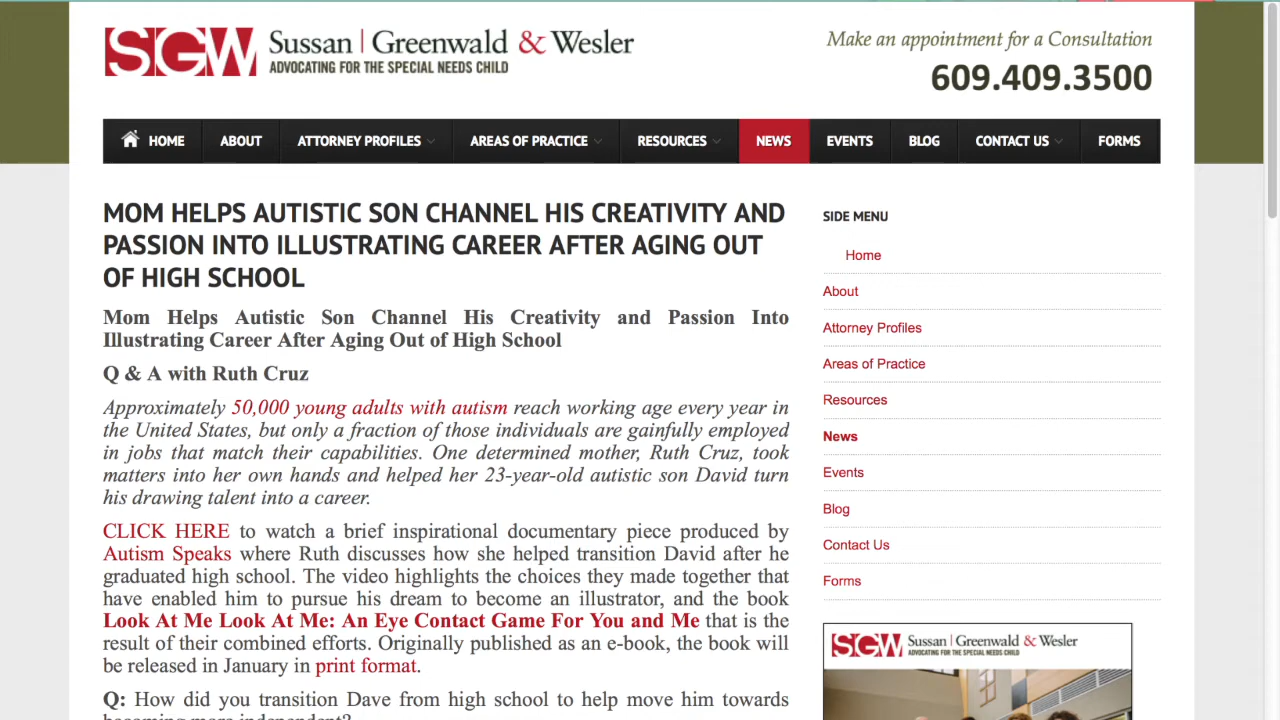 SGW Sussan | Greenwald & Wesler
ADVOCATING FOR THE SPECIAL NEEDS CHILD
Make an appointment for a Consultation
609.409.3500
HOME ABOUT ATTORNEY PROFILES AREAS OF PRACTICE RESOURCES NEWS EVENTS BLOG CONTACT US FORMS
MOM HELPS AUTISTIC SON CHANNEL HIS CREATIVITY AND
PASSION INTO ILLUSTRATING CAREER AFTER AGING OUT
OF HIGH SCHOOL
Mom Helps Autistic Son Channel His Creativity and Passion Into
Illustrating Career After Aging Out of High School
Q & A with Ruth Cruz
Approximately 50,000 young adults with autism reach working age every year in
the United States, but only a fraction of those individuals are gainfully employed
in jobs that match their capabilities. One determined mother, Ruth Cruz, took
matters into her own hands and helped her 23-year-old autistic son David turn
his drawing talent into a career.
CLICK HERE to watch a brief inspirational documentary piece produced by
Autism Speaks where Ruth discusses how she helped transition David after he
graduated high school. The video highlights the choices they made together that
have enabled him to pursue his dream to become an illustrator, and the book
Look At Me Look At Me: An Eye Contact Game For You and Me that is the
result of their combined efforts. Originally published as an e-book, the book will
be released in January in print format.
Q: How did you transition Dave from high school to help move him towards
becoming more independent?
SIDE MENU
Home
About
Attorney Profiles
Areas of Practice
Resources
News
Events
Blog
Contact Us
Forms
SGW Sussan | Greenwald & Wesler
ADVOCATING FOR THE SPECIAL NEEDS CHILD